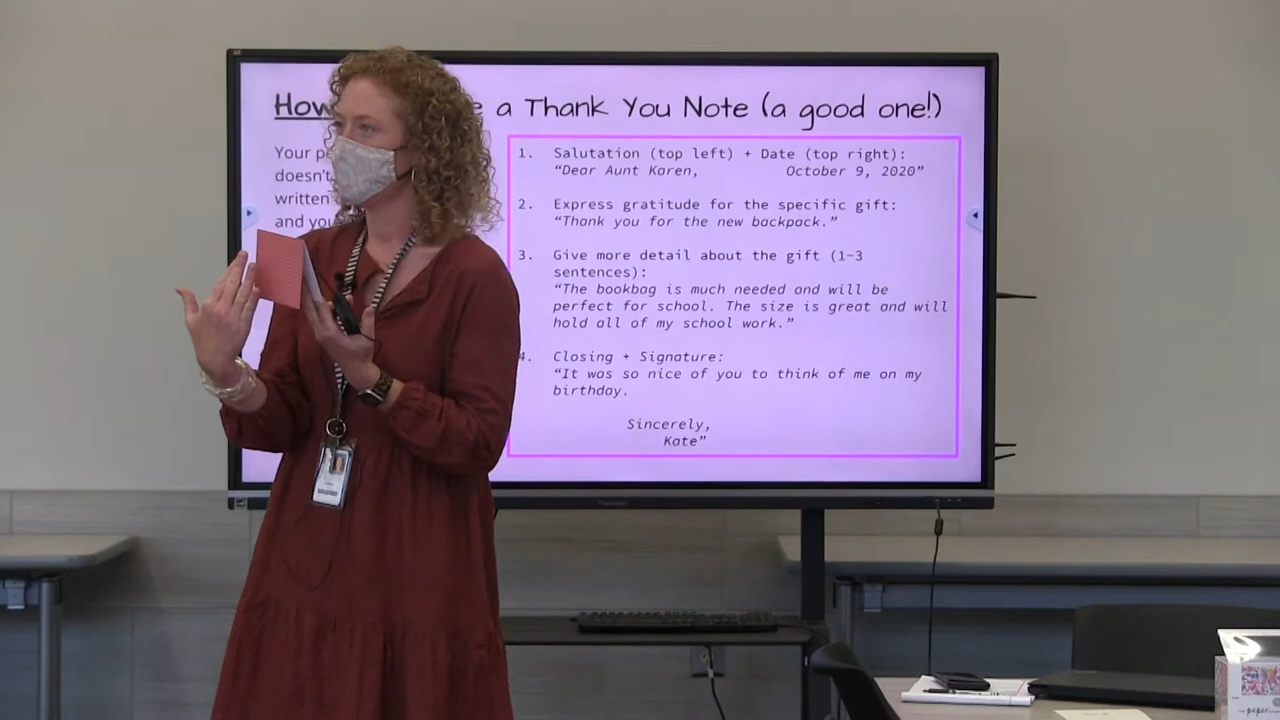 How e a Thank You Note (a good one!)
Your pe
doesn't
written
and you
1. Salutation (top left) + Date (top right):
“Dear Aunt Karen, October 9, 2020”
2. Express gratitude for the specific gift:
“Thank you for the new backpack.”
3. Give more detail about the gift (1-3
sentences):
“The bookbag is much needed and will be
perfect for school. The size is great and will
hold all of my school work.”
4. Closing + Signature:
“It was so nice of you to think of me on my
birthday.
Sincerely,
Kate”